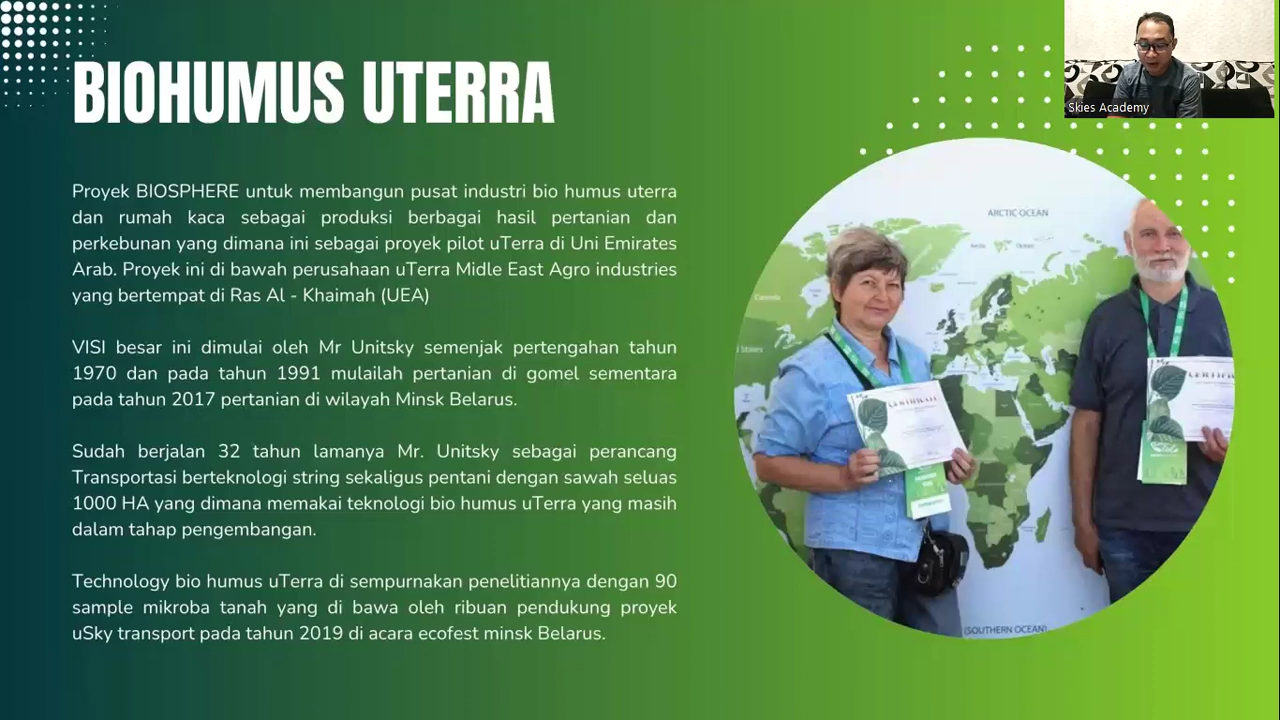 BIOHUMUS UTERRA
Proyek BIOSPHERE untuk membangun pusat industri bio humus uterra
dan rumah kaca sebagai produksi berbagai hasil pertanian dan
perkebunan yang dimana ini sebagai proyek pilot uTerra di Uni Emirates
Arab. Proyek ini di bawah perusahaan uTerra Midle East Agro industries
yang bertempat di Ras Al - Khaimah (UEA)
VISI besar ini dimulai oleh Mr Unitsky semenjak pertengahan tahun
1970 dan pada tahun 1991 mulailah pertanian di gomel sementara
pada tahun 2017 pertanian di wilayah Minsk Belarus.
Sudah berjalan 32 tahun lamanya Mr. Unitsky sebagai perancang
Transportasi berteknologi string sekaligus pentani dengan sawah seluas
1000 HA yang dimana memakai teknologi bio humus uTerra yang masih
dalam tahap pengembangan.
Technology bio humus uTerra di sempurnakan penelitiannya dengan 90
sample mikroba tanah yang di bawa oleh ribuan pendukung proyek
uSky transport pada tahun 2019 di acara ecofest minsk Belarus.
Skies Academy
ARCTIC OCEAN
Canada
(SOUTHERN OCEAN)